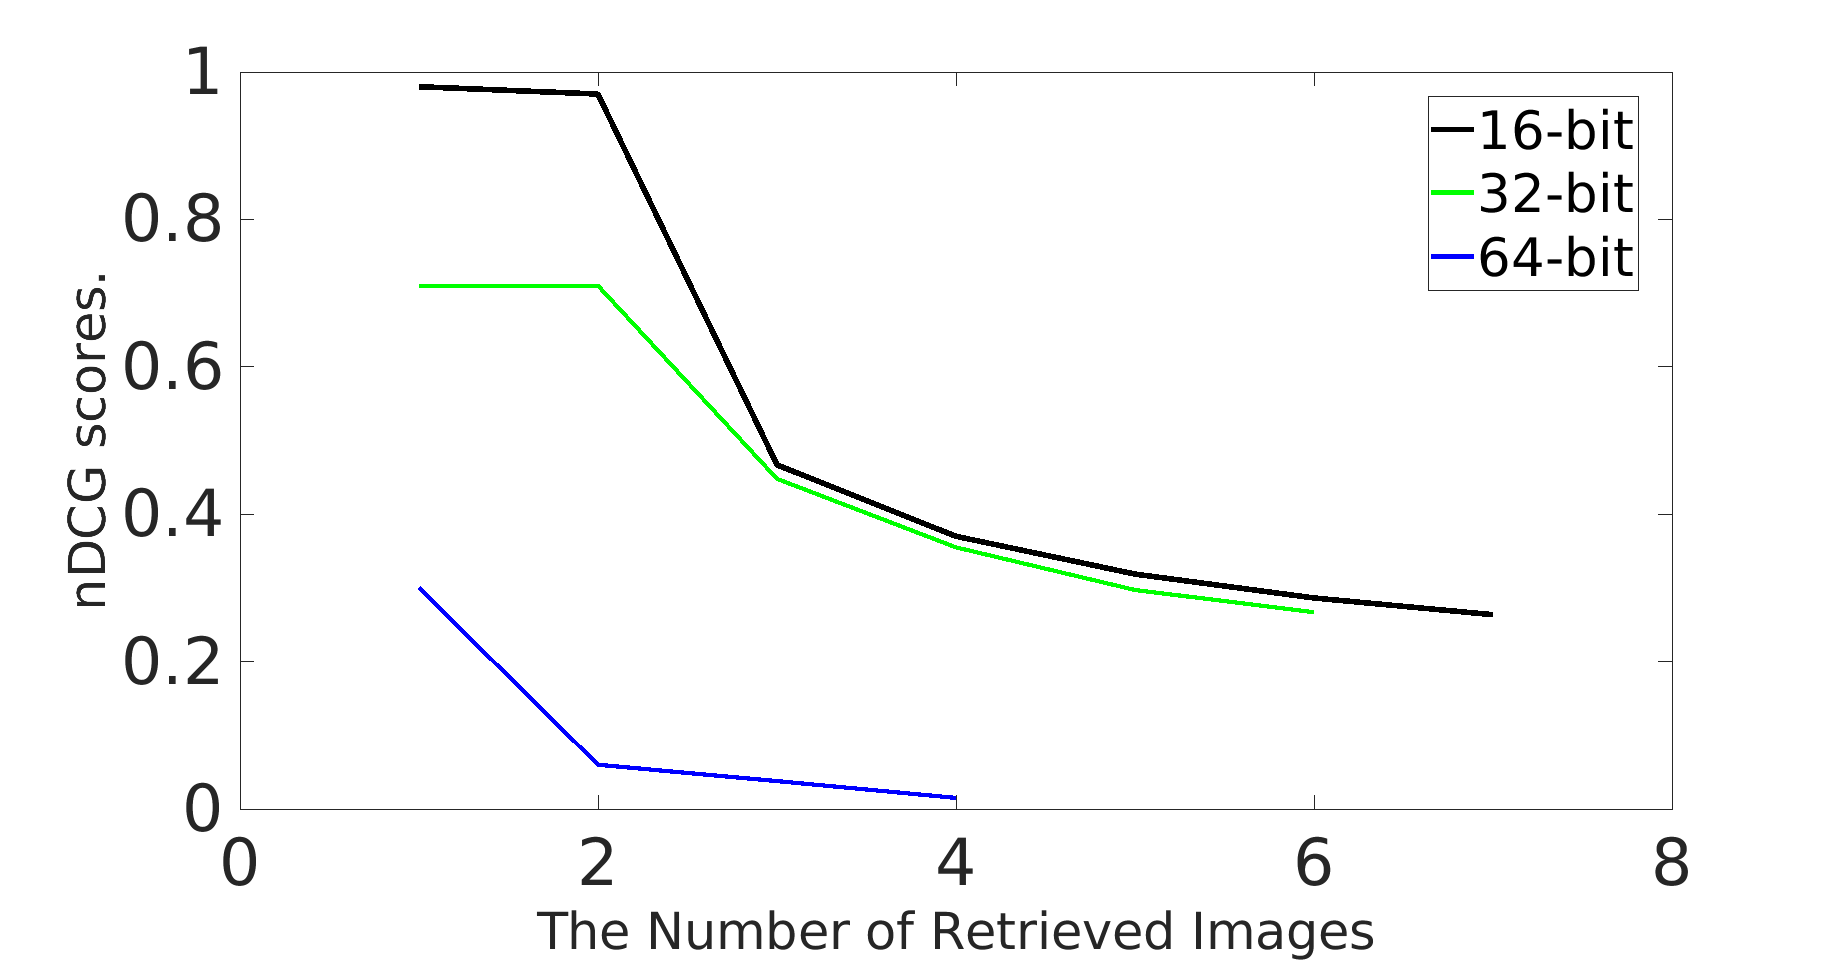 1
0.8
0.6
0.4
0.2
0
0
2
4
6
8
nDCG scores.
The Number of Retrieved Images
16-bit
32-bit
64-bit